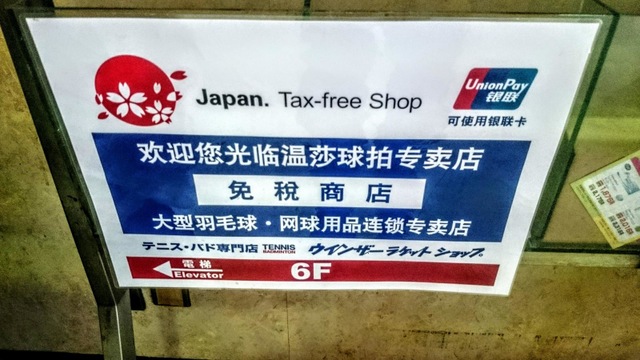 Japan. Tax-free Shop
UnionPay
银联
可使用银联卡
欢迎您光临温莎球拍专卖店
免税商店
大型羽毛球・网球用品连锁专卖店
テニス・バド専門店 TENNIS BADMINTON ウインザーラケットショップ
電梯
Elevator
6F